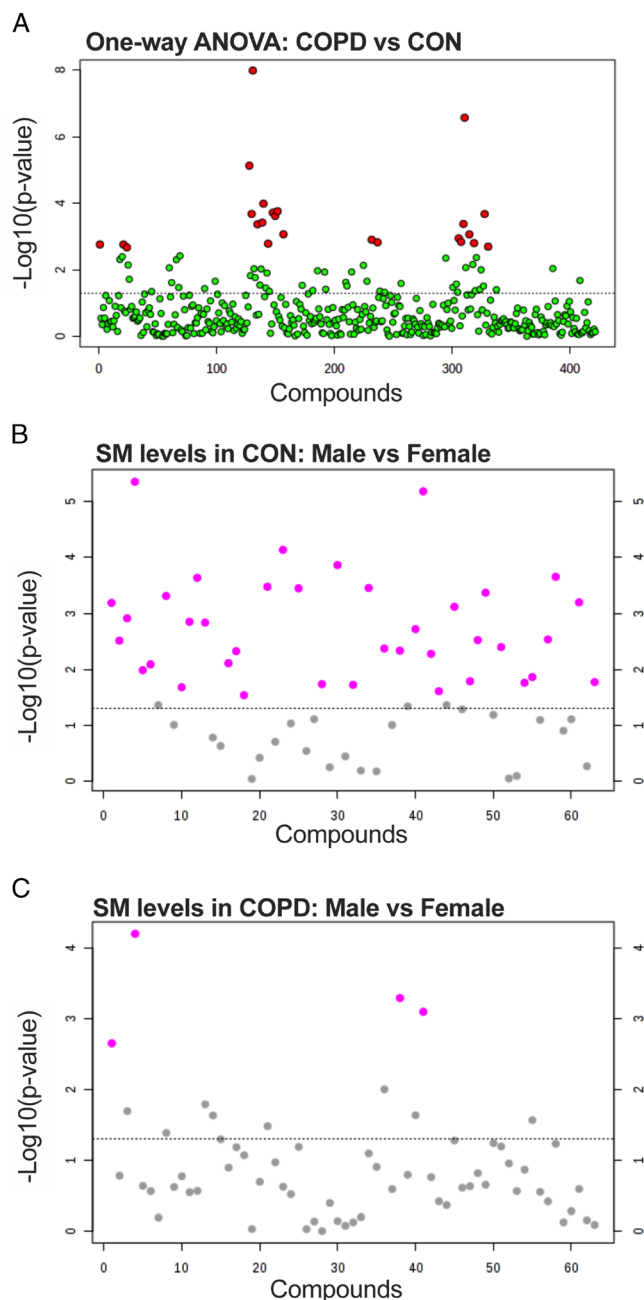 A
One-way ANOVA: COPD vs CON
-Log10(p-value)
8
6
4
2
0
0 100 200 300 400
Compounds
B
SM levels in CON: Male vs Female
-Log10(p-value)
5 5
4 4
3 3
2 2
1 1
0 0
0 10 20 30 40 50 60
Compounds
C
SM levels in COPD: Male vs Female
-Log10(p-value)
4 4
3 3
2 2
1 1
0 0
0 10 20 30 40 50 60
Compounds